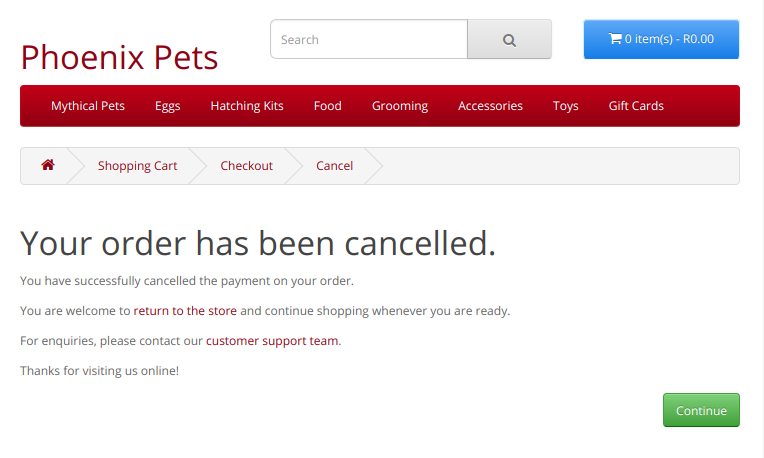 Phoenix Pets
Search
0 item(s) - R0.00
Mythical Pets Eggs Hatching Kits Food Grooming Accessories Toys Gift Cards
Shopping Cart Checkout Cancel
Your order has been cancelled.
You have successfully cancelled the payment on your order.
You are welcome to return to the store and continue shopping whenever you are ready.
For enquiries, please contact our customer support team.
Thanks for visiting us online!
Continue